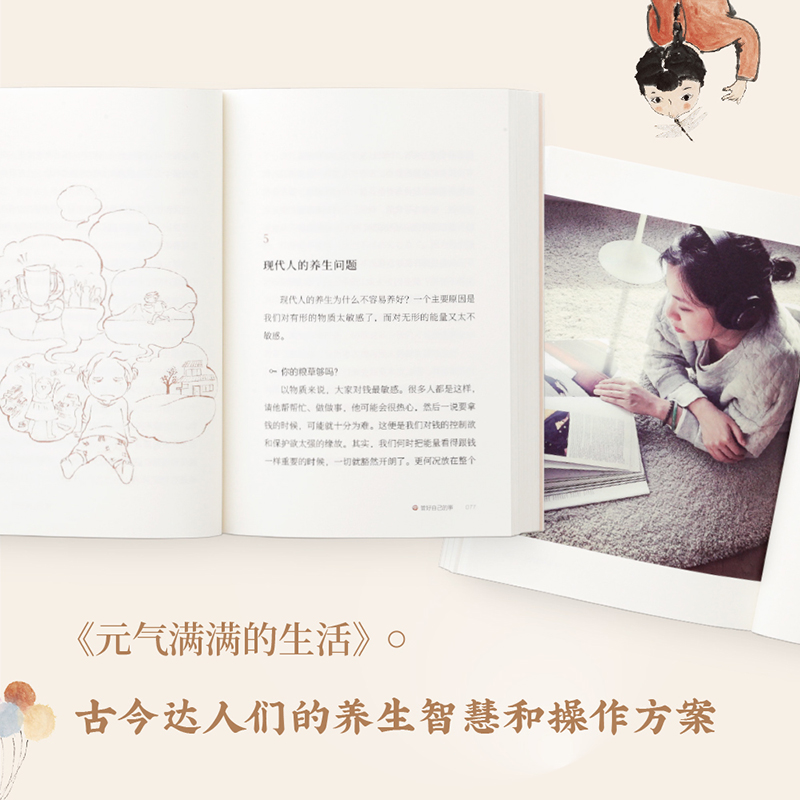 5
现代人的养生问题
现代人的养生为什么不容易养好？一个主要原因是
我们对有形的物质太敏感了，而对无形的能量又太不
敏感。
你的粮草够吗？
以物质来说，大家对钱最敏感。很多人都是这样，
请他帮帮忙、做做事，他可能会很热心。然后一说要拿
钱的时候，可能就十分为难。这便是我们对钱的控制欲
和保护欲太强的缘故。其实，我们何时把能量看得跟钱
一样重要的时候，一切就豁然开朗了。更何况放在整个
管好自己的事
《元气满满的生活》○
古今达人们的养生智慧和操作方案